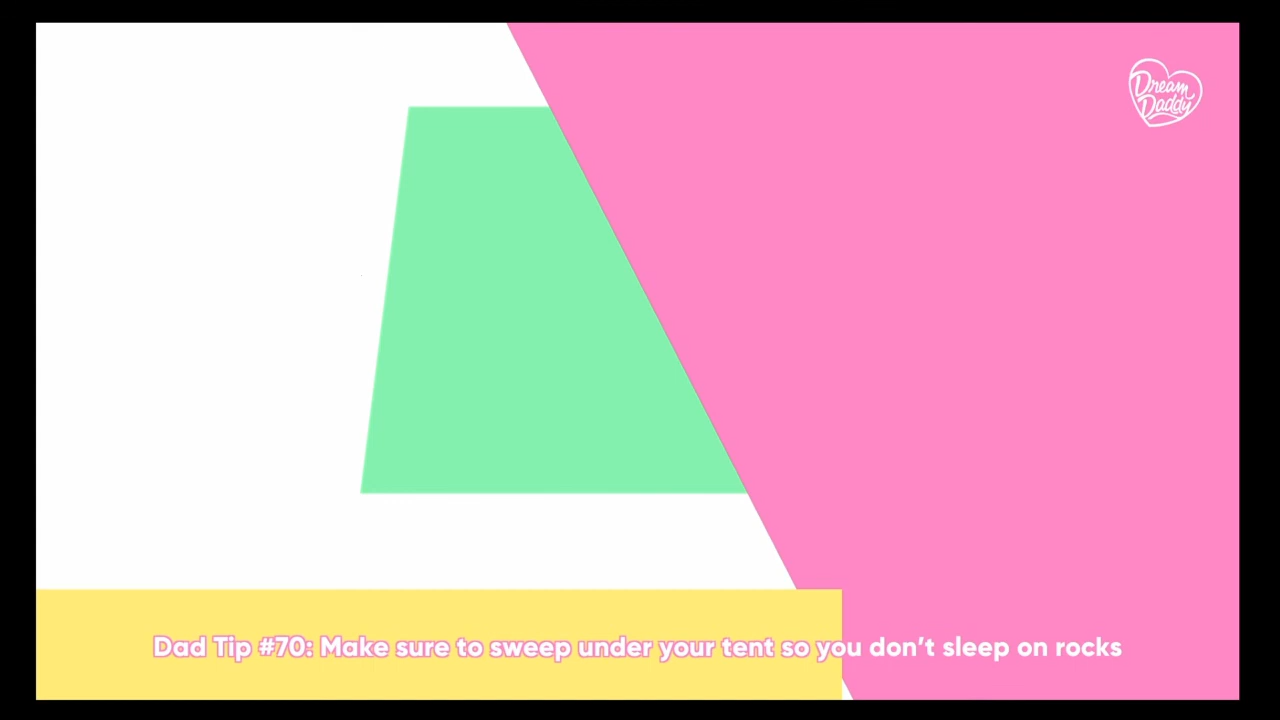 Dream
Daddy
Dad Tip #70: Make sure to sweep under your tent so you don't sleep on rocks